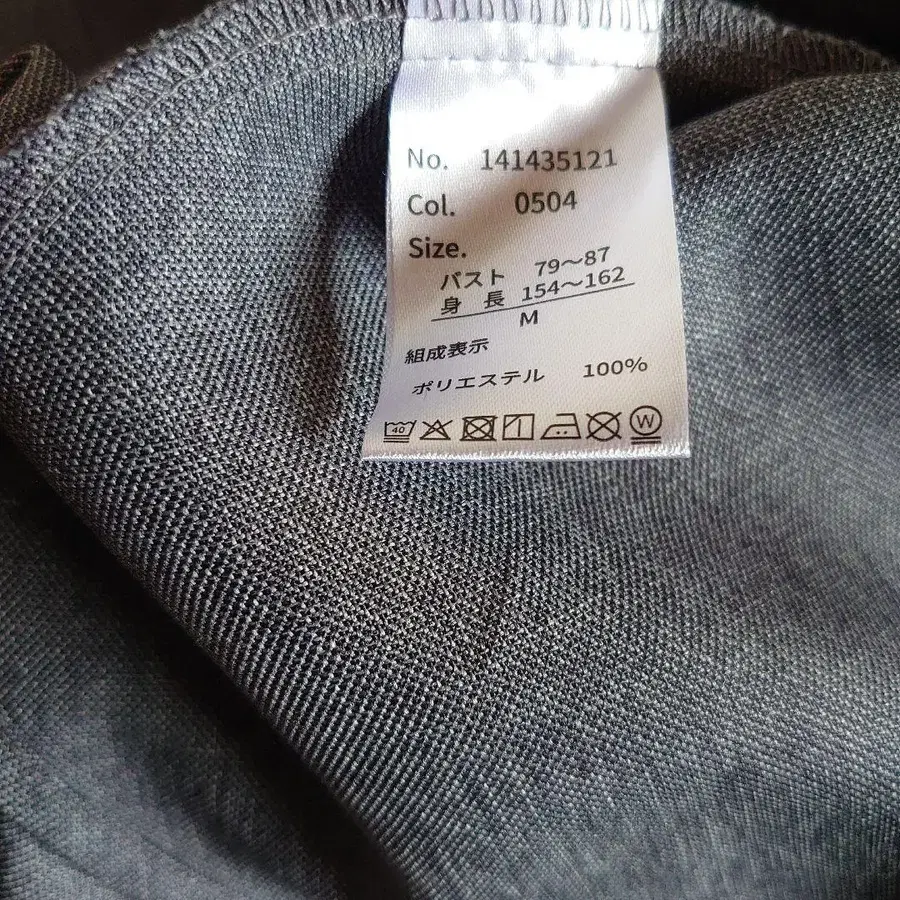 No. 141435121
Col. 0504
Size.
バスト 79〜87
身長 154〜162
M
組成表示
ポリエステル 100%
40
W